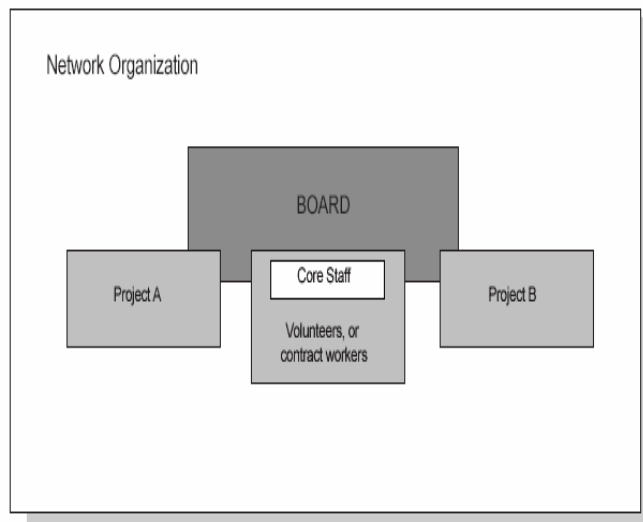 Network Organization
BOARD
Core Staff
Project A
Project B
Volunteers, or
contract workers